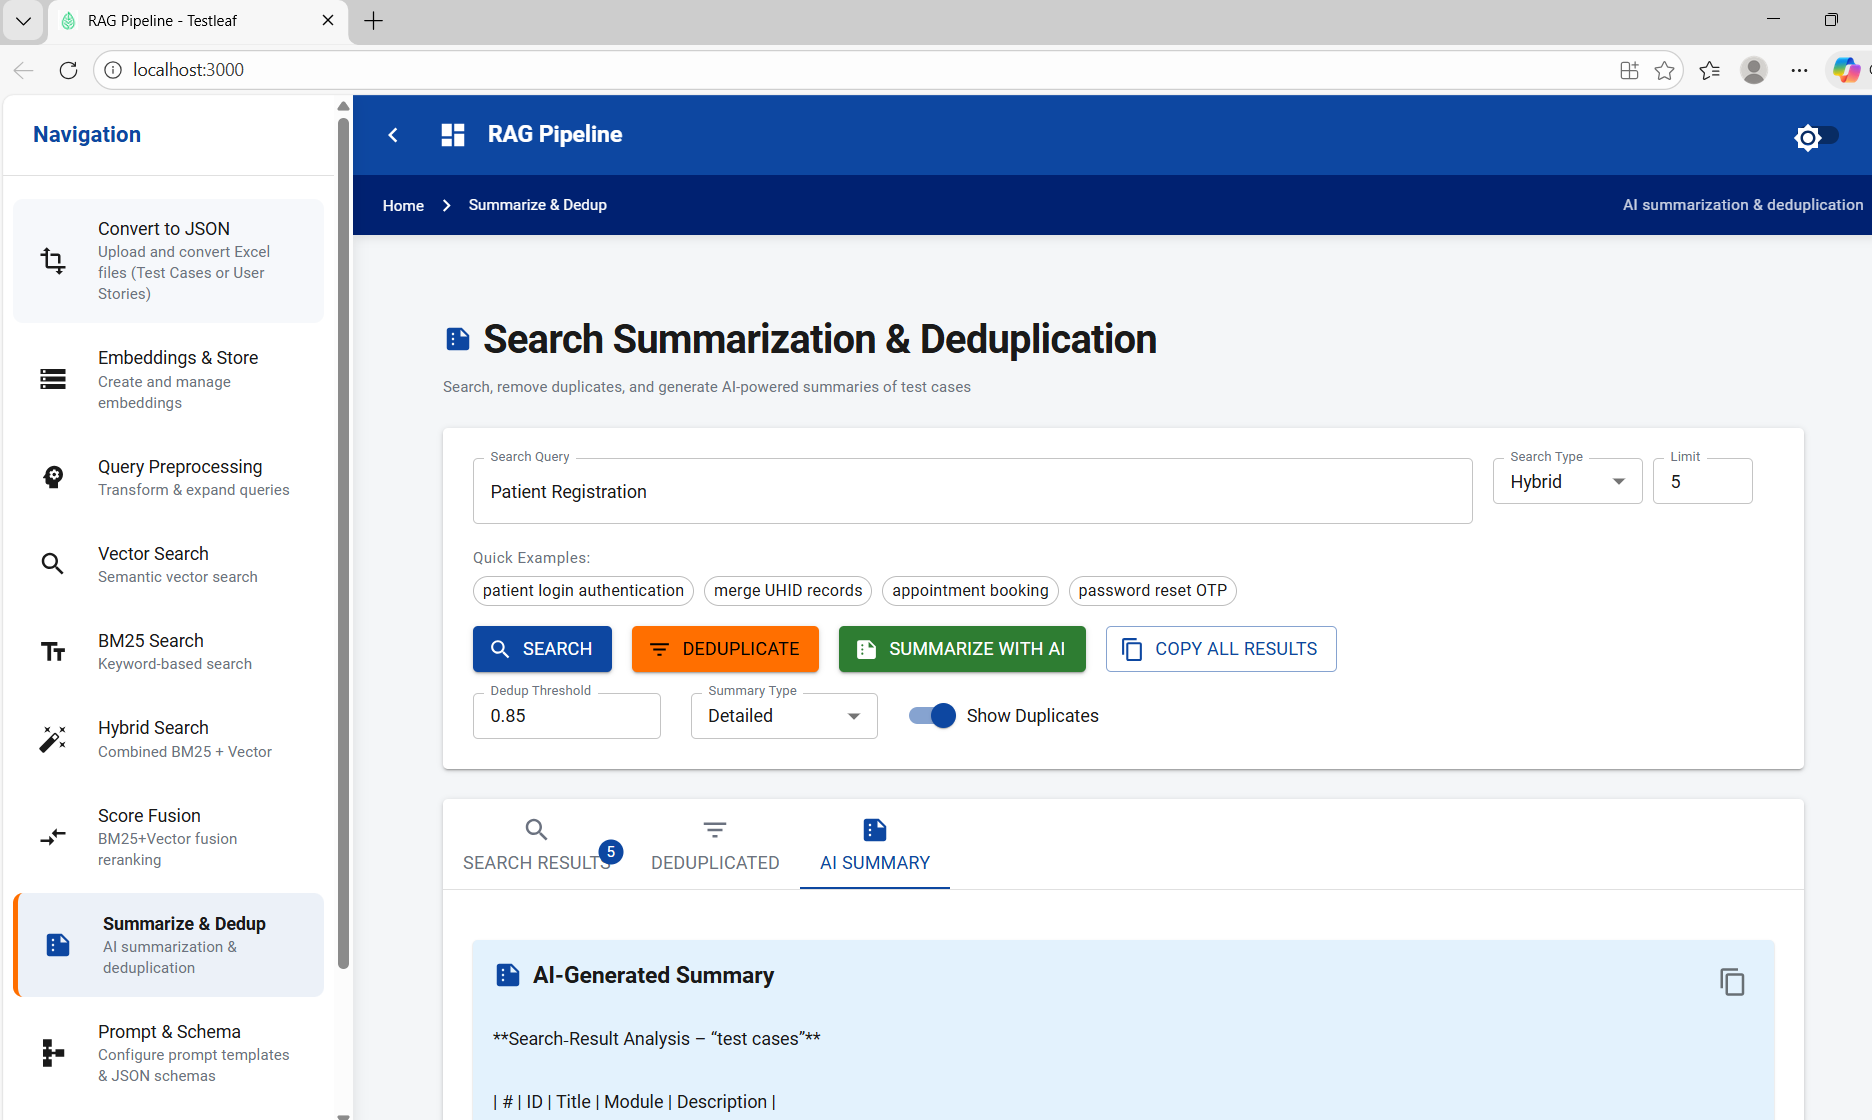 RAG Pipeline - Testleaf
localhost:3000
Navigation
Convert to JSON
Upload and convert Excel
files (Test Cases or User
Stories)
Embeddings & Store
Create and manage
embeddings
Query Preprocessing
Transform & expand queries
Vector Search
Semantic vector search
BM25 Search
Keyword-based search
Hybrid Search
Combined BM25 + Vector
Score Fusion
BM25+Vector fusion
reranking
Summarize & Dedup
AI summarization &
deduplication
Prompt & Schema
Configure prompt templates
& JSON schemas
RAG Pipeline
Home > Summarize & Dedup
AI summarization & deduplication
Search Summarization & Deduplication
Search, remove duplicates, and generate AI-powered summaries of test cases
Search Query
Patient Registration
Search Type
Hybrid
Limit
5
Quick Examples:
patient login authentication
merge UHID records
appointment booking
password reset OTP
SEARCH
DEDUPLICATE
SUMMARIZE WITH AI
COPY ALL RESULTS
Dedup Threshold
0.85
Summary Type
Detailed
Show Duplicates
SEARCH RESULTS 5
DEDUPLICATED
AI SUMMARY
AI-Generated Summary
**Search‑Result Analysis – “test cases”**
| # | ID | Title | Module | Description |